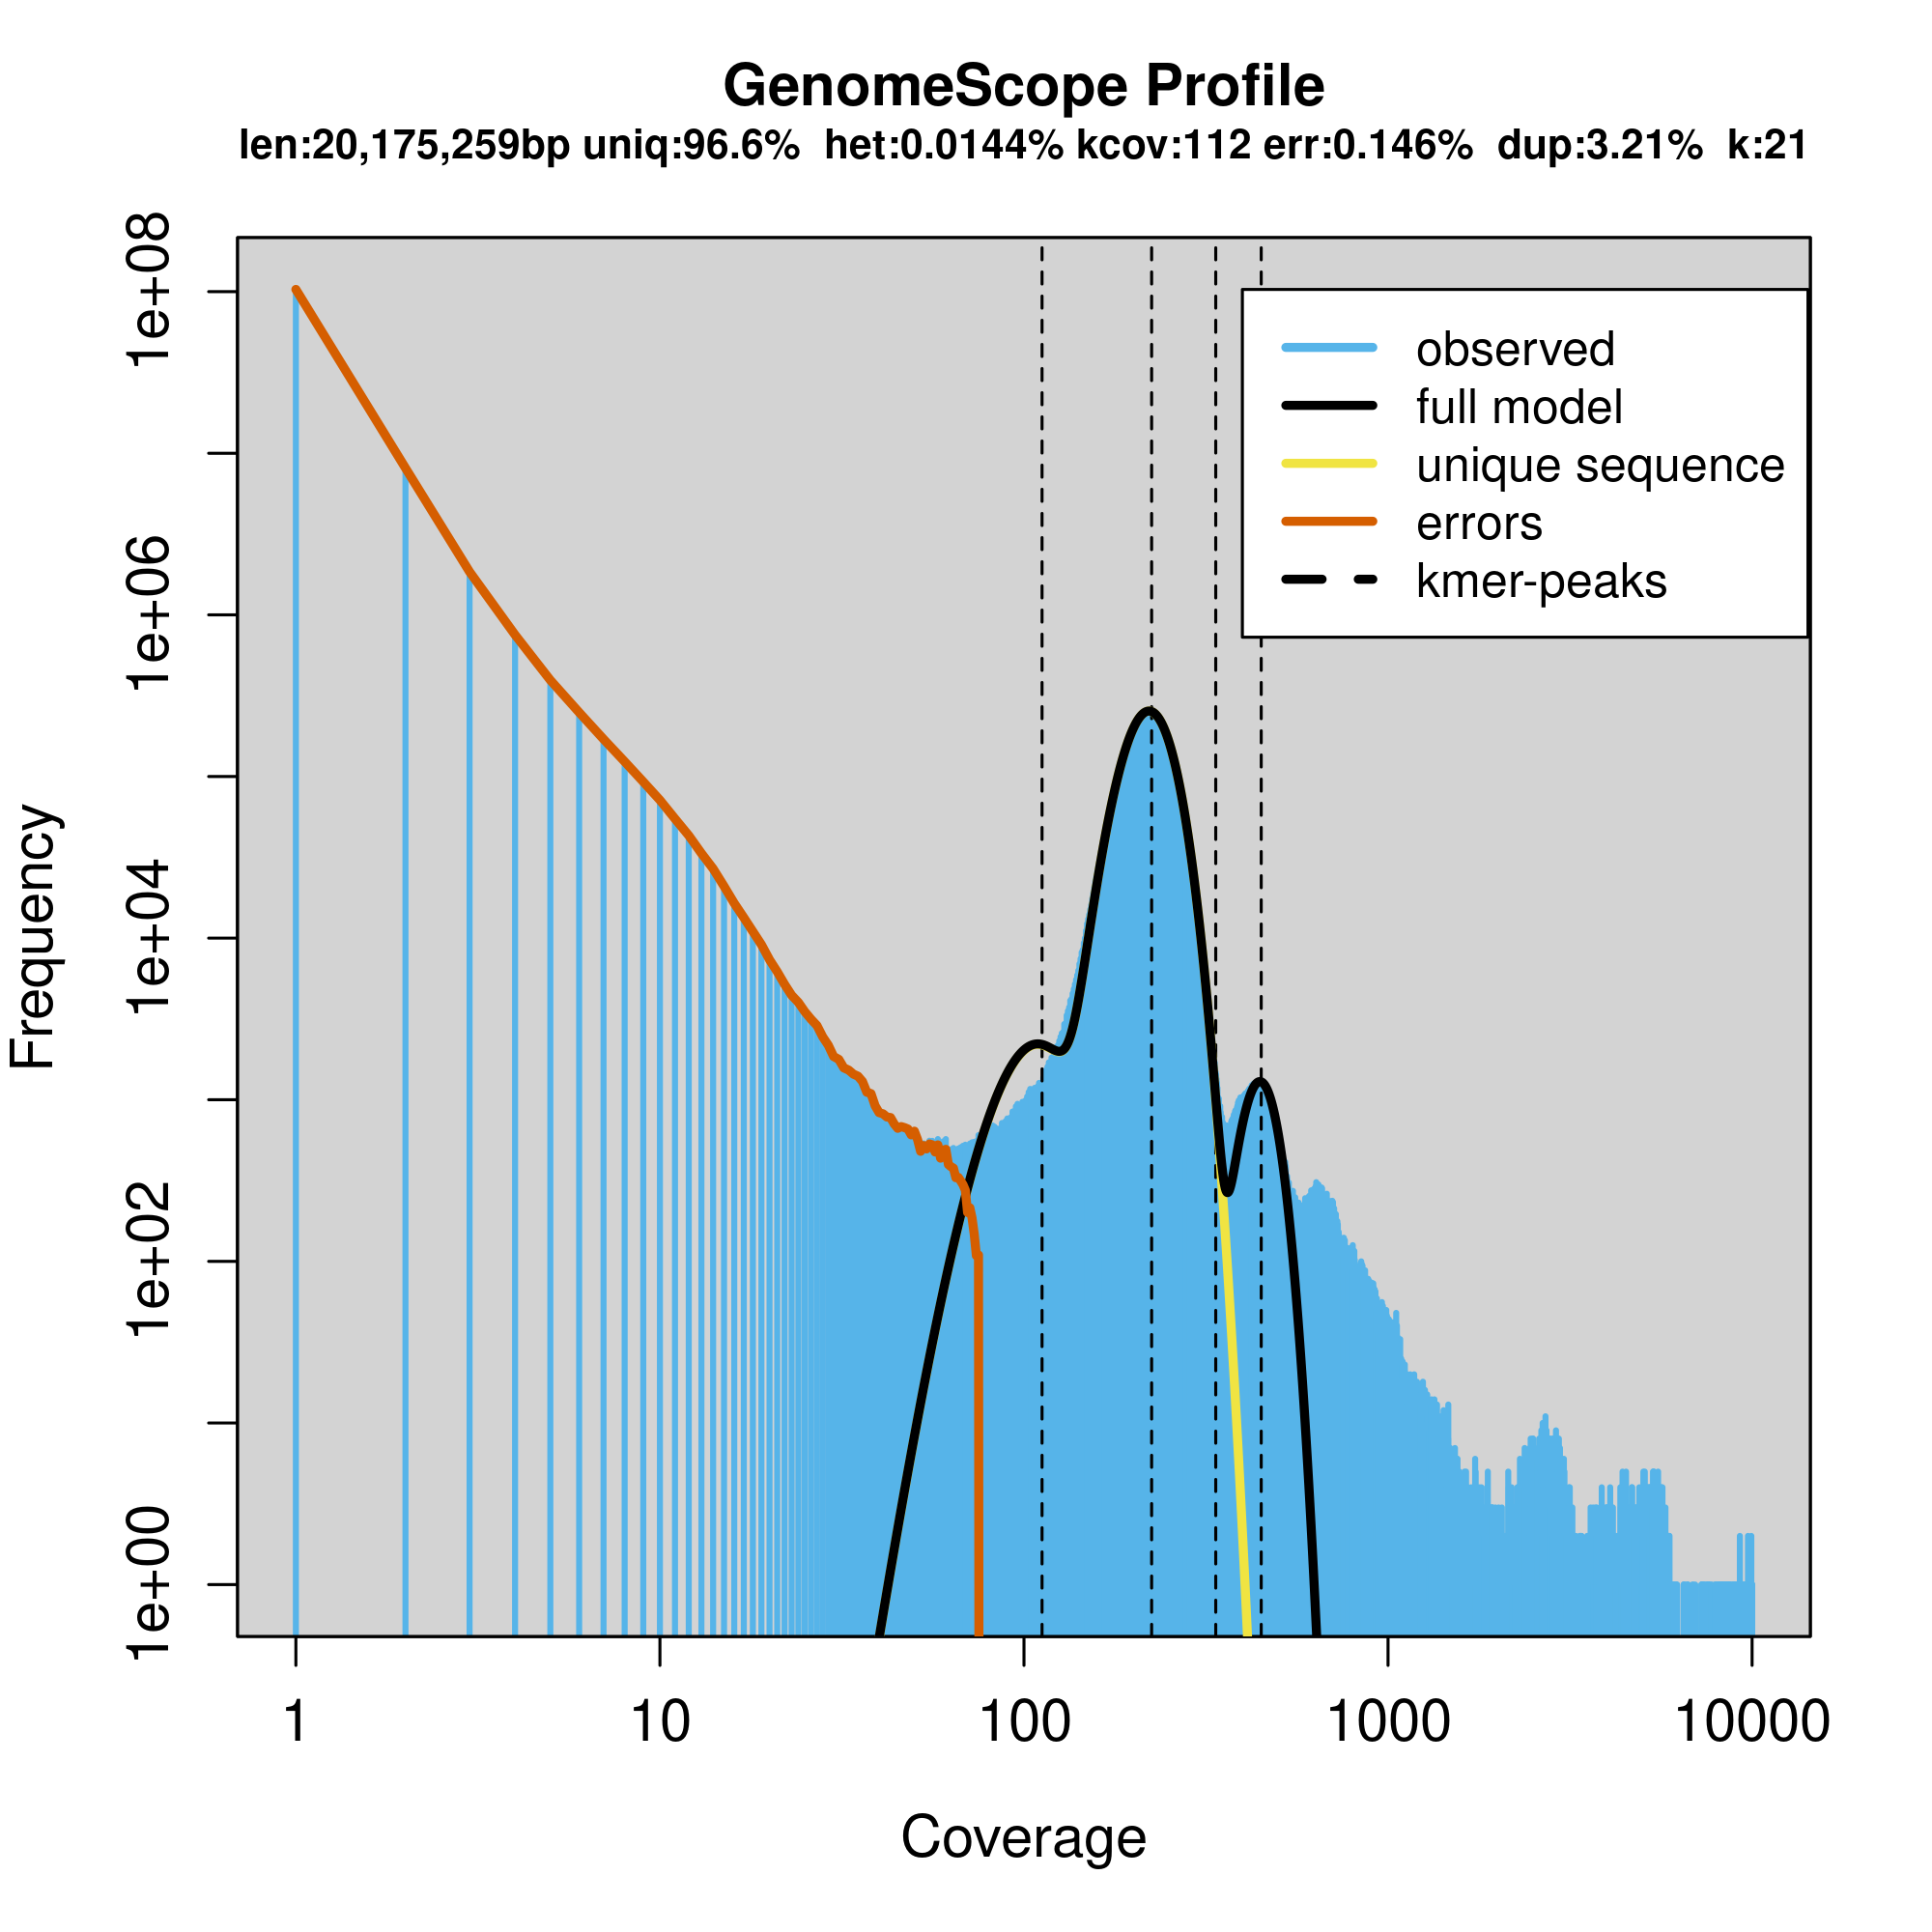 GenomeScope Profile
len:20,175,259bp uniq:96.6% het:0.0144% kcov:112 err:0.146% dup:3.21% k:21
Frequency
1e+08
1e+06
1e+04
1e+02
1e+00
observed
full model
unique sequence
errors
kmer-peaks
1
10
100
1000
10000
Coverage